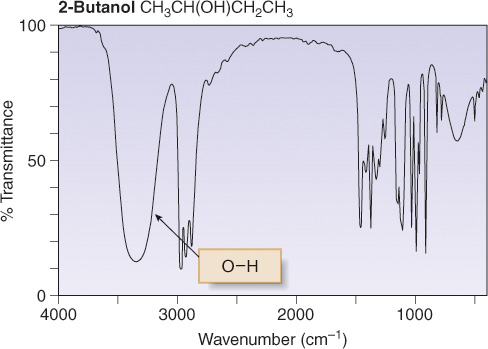 2-Butanol CH₃CH(OH)CH₂CH₃
100
% Transmittance
50
O–H
0
4000 3000 2000 1000
Wavenumber (cm⁻¹)